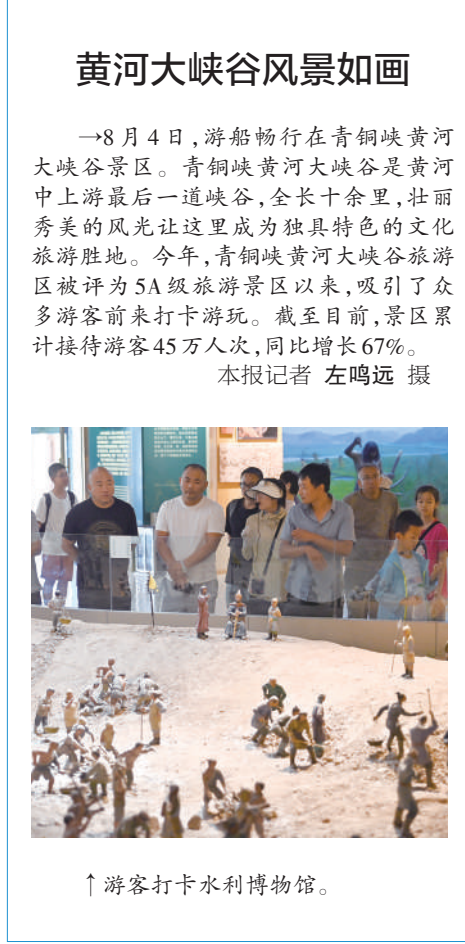 黄河大峡谷风景如画
→8月4日，游船畅行在青铜峡黄河
大峡谷景区。青铜峡黄河大峡谷是黄河
中上游最后一道峡谷，全长十余里，壮丽
秀美的风光让这里成为独具特色的文化
旅游胜地。今年，青铜峡黄河大峡谷旅游
区被评为5A级旅游景区以来，吸引了众
多游客前来打卡游玩。截至目前，景区累
计接待游客45万人次，同比增长67%。
本报记者 左鸣远 摄
↑游客打卡水利博物馆。